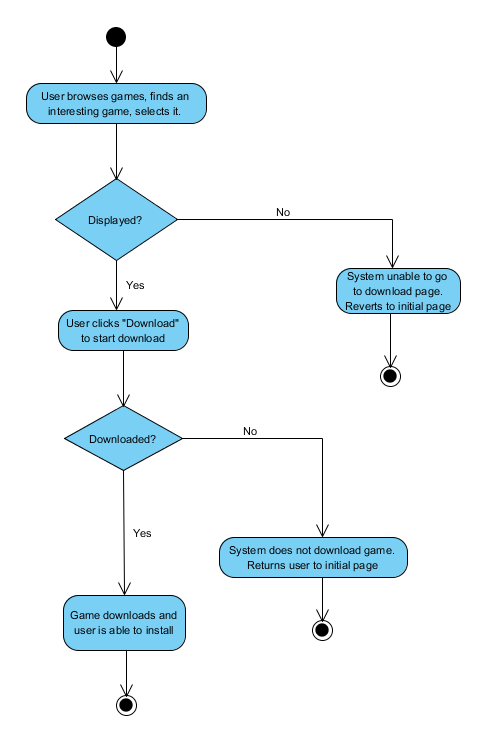 User browses games, finds an
interesting game, selects it.
Displayed?
No
System unable to go
to download page.
Reverts to initial page
Yes
User clicks "Download"
to start download
Downloaded?
No
Yes
System does not download game.
Returns user to initial page
Game downloads and
user is able to install